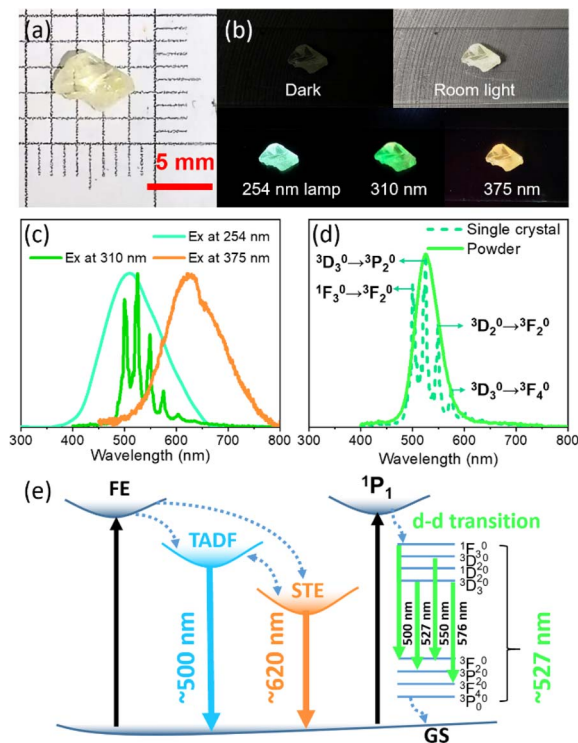 (a)
5 mm
(b)
Dark
Room light
254 nm lamp
310 nm
375 nm
(c)
Ex at 254 nm
Ex at 310 nm
Ex at 375 nm
300 400 500 600 700 800
Wavelength (nm)
(d)
Single crystal
Powder
³D₃⁰→³P₂⁰
¹F₃⁰→³F₂⁰
³D₂⁰→³F₂⁰
³D₃⁰→³F₄⁰
300 400 500 600 700 800
Wavelength (nm)
(e)
FE
TADF
STE
~500 nm
~620 nm
¹P₁
d-d transition
¹F₃⁰
³D₃⁰
¹D₂⁰
³D₃⁰
500 nm
527 nm
550 nm
576 nm
³F₂⁰
³P₂⁰
³F₂⁰
³F₄⁰
³P₀⁰
~527 nm
GS